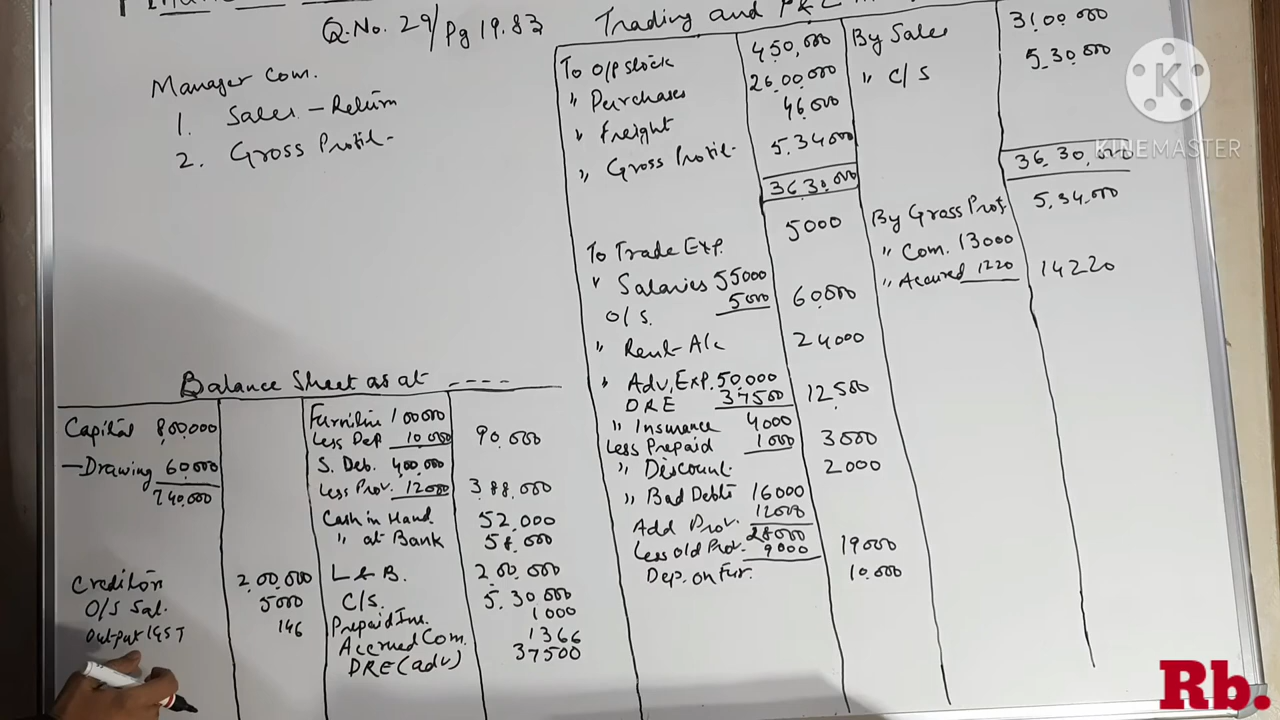 Q.No. 29/Pg 19.83
Manager Com.
1. Sales - Return
2. Gross Profit
Trading and P&L
To O/P Stock 450,000 By Sales 3100000
" Purchases 26,00,000 " C/S 5,30,000
" Freight 46,000
" Gross Profit 5,34,000
36,30,000 36,30,000
To Trade Exp. 5000 By Gross Prof. 5,34,000
" Salaries 55000 " Com. 13000
O/S. 5000 60,000 " Accured 1220 14220
" Rent A/c 24000
" Adv. Exp. 50,000
DRE 37500 12,500
" Insurance 4000
Less Prepaid 1000 3000
" Discount 2000
" Bad Debts 16000
Add Prov. 12000
28000
Less old Prov. 9000 19000
Dep. on Fur. 10,000
Balance Sheet as at ----
Capital 8,00,000 Furniture 100000
Less Dep 10,000 90,000
- Drawing 60,000 S. Deb. 400,000
740,000 Less Prov. 12000 3,88,000
Cash in Hand 52,000
" at Bank 58,000
Creditors 2,00,000 L & B. 2,00,000
O/S Sal. 5000 C/S. 5,30,000
Output IGST 146 Prepaid Ins. 1000
Accrued Com. 1366
DRE (adv) 37500
K
KINEMASTER
Rb.